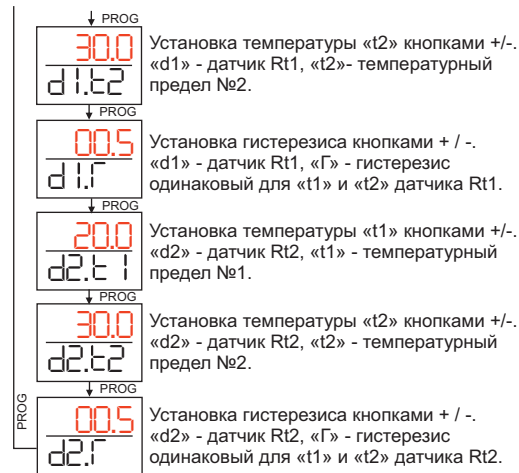 PROG
30.0
d1.t2
Установка температуры «t2» кнопками +/-.
«d1» - датчик Rt1, «t2»- температурный
предел №2.
PROG
00.5
d1.Г
Установка гистерезиса кнопками + / -.
«d1» - датчик Rt1, «Г» - гистерезис
одинаковый для «t1» и «t2» датчика Rt1.
PROG
20.0
d2.t1
Установка температуры «t1» кнопками +/-.
«d2» - датчик Rt2, «t1» - температурный
предел №1.
PROG
30.0
d2.t2
Установка температуры «t2» кнопками +/-.
«d2» - датчик Rt2, «t2» - температурный
предел №2.
PROG
PROG
00.5
d2.Г
Установка гистерезиса кнопками + / -.
«d2» - датчик Rt2, «Г» - гистерезис
одинаковый для «t1» и «t2» датчика Rt2.